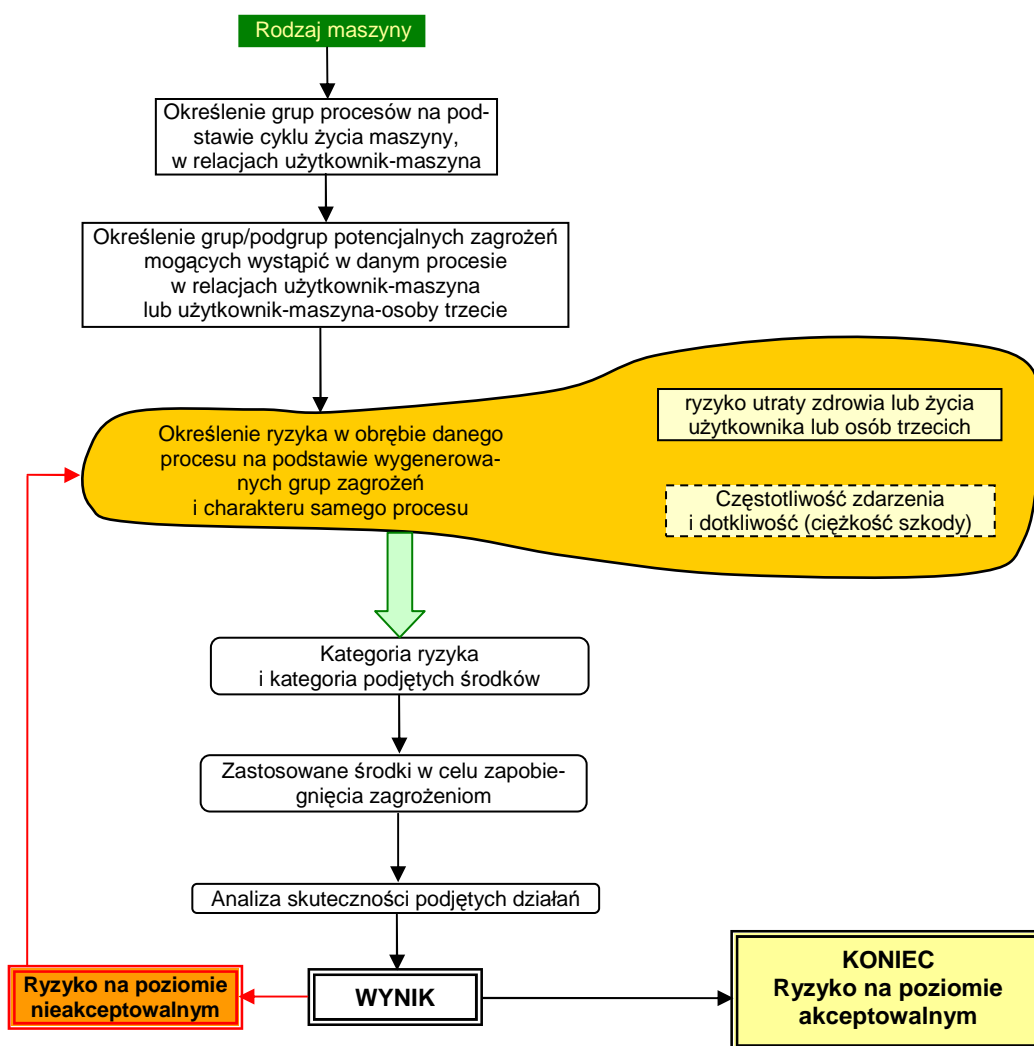 Rodzaj maszyny
Określenie grup procesów na pod-
stawie cyklu życia maszyny,
w relacjach użytkownik-maszyna
Określenie grup/podgrup potencjalnych zagrożeń
mogących wystąpić w danym procesie
w relacjach użytkownik-maszyna
lub użytkownik-maszyna-osoby trzecie
Określenie ryzyka w obrębie danego
procesu na podstawie wygenerowa-
nych grup zagrożeń
i charakteru samego procesu
ryzyko utraty zdrowia lub życia
użytkownika lub osób trzecich
Częstotliwość zdarzenia
i dotkliwość (ciężkość szkody)
Kategoria ryzyka
i kategoria podjętych środków
Zastosowane środki w celu zapobie-
gnięcia zagrożeniom
Analiza skuteczności podjętych działań
Ryzyko na poziomie
nieakceptowalnym
WYNIK
KONIEC
Ryzyko na poziomie
akceptowalnym